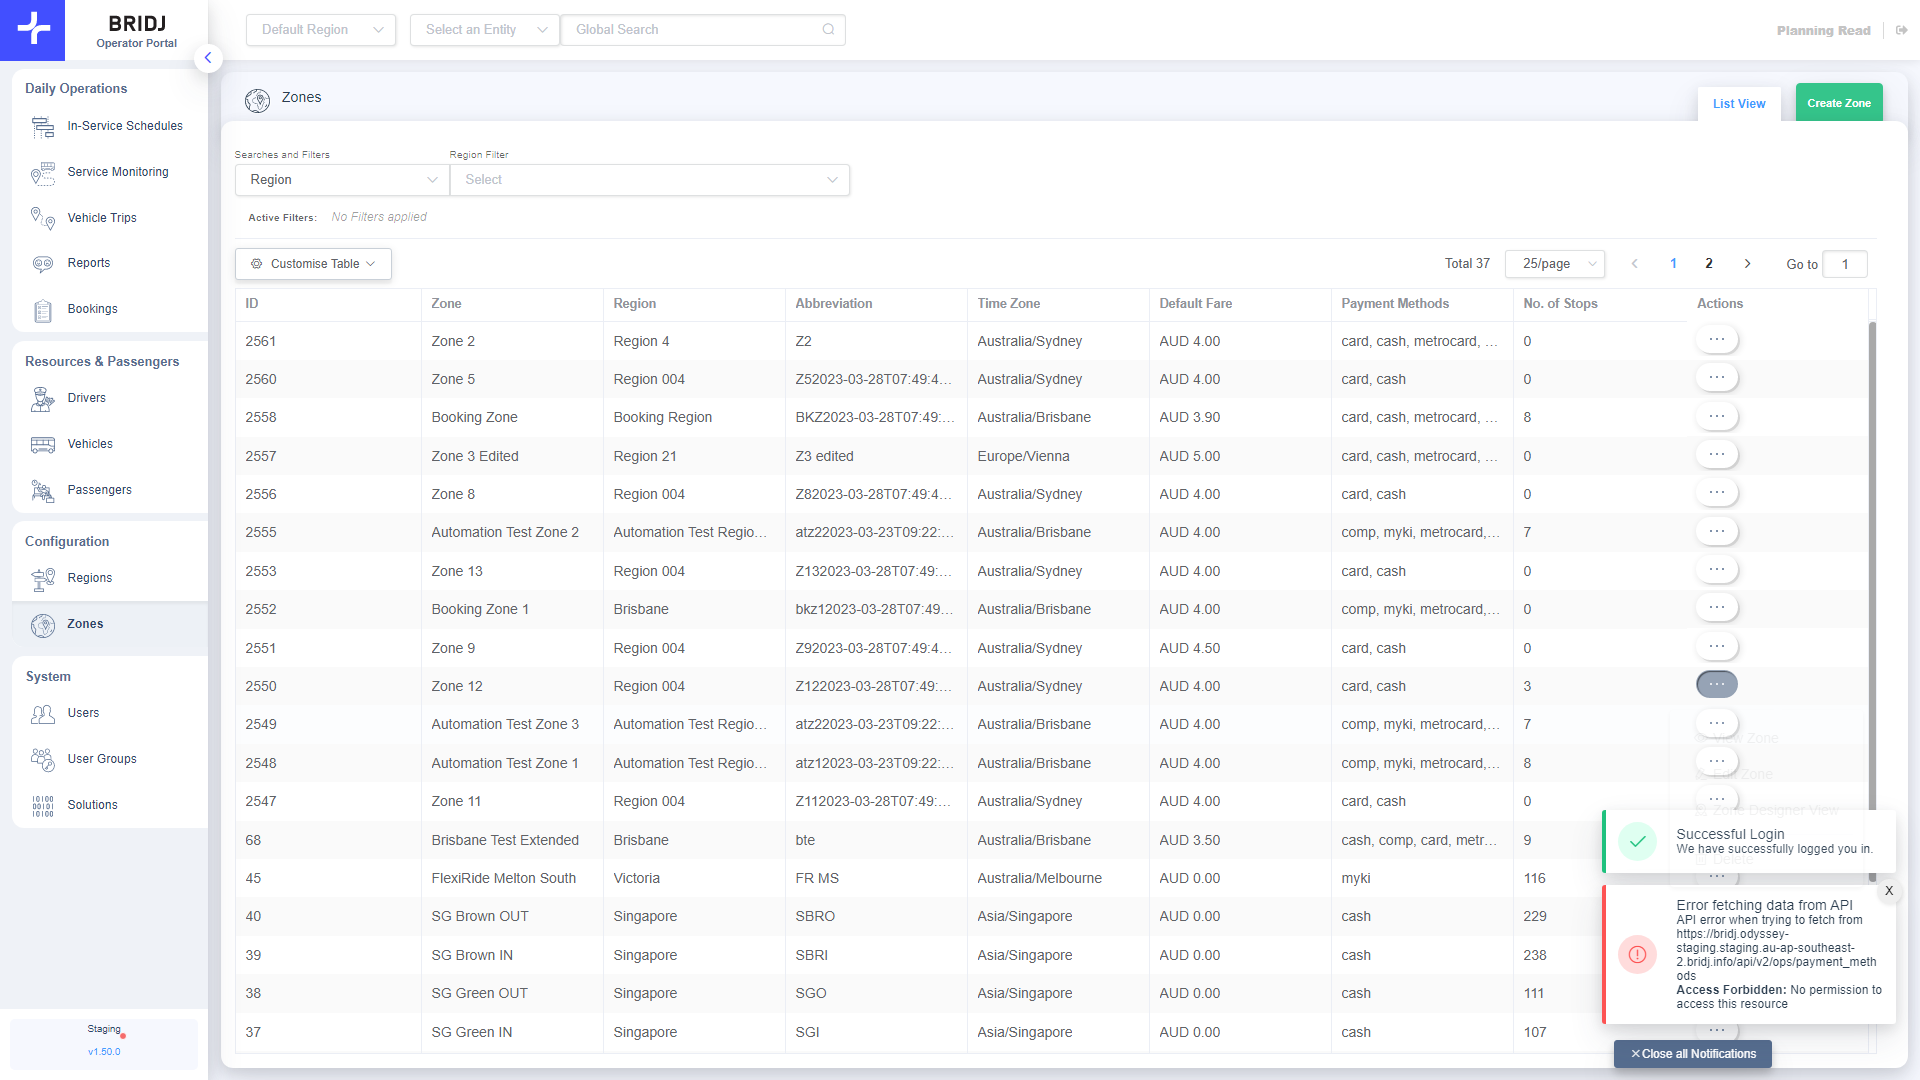 BRIDJ
Operator Portal
Default Region
Select an Entity
Global Search
Planning Read
Daily Operations
In-Service Schedules
Service Monitoring
Vehicle Trips
Reports
Bookings
Resources & Passengers
Drivers
Vehicles
Passengers
Configuration
Regions
Zones
System
Users
User Groups
Solutions
Staging
v1.50.0
Zones
List View
Create Zone
Searches and Filters
Region Filter
Region
Select
Active Filters: No Filters applied
Customise Table
Total 37
25/page
1
2
Go to
1
ID Zone Region Abbreviation Time Zone Default Fare Payment Methods No. of Stops Actions
2561 Zone 2 Region 4 Z2 Australia/Sydney AUD 4.00 card, cash, metrocard, ... 0
2560 Zone 5 Region 004 Z52023-03-28T07:49:4... Australia/Sydney AUD 4.00 card, cash 0
2558 Booking Zone Booking Region BKZ2023-03-28T07:49:... Australia/Brisbane AUD 3.90 card, cash, metrocard, ... 8
2557 Zone 3 Edited Region 21 Z3 edited Europe/Vienna AUD 5.00 card, cash, metrocard, ... 0
2556 Zone 8 Region 004 Z82023-03-28T07:49:4... Australia/Sydney AUD 4.00 card, cash 0
2555 Automation Test Zone 2 Automation Test Regio... atz22023-03-23T09:22:... Australia/Brisbane AUD 4.00 comp, myki, metrocard,... 7
2553 Zone 13 Region 004 Z132023-03-28T07:49:... Australia/Sydney AUD 4.00 card, cash 0
2552 Booking Zone 1 Brisbane bkz12023-03-28T07:49... Australia/Brisbane AUD 4.00 comp, myki, metrocard,... 0
2551 Zone 9 Region 004 Z92023-03-28T07:49:4... Australia/Sydney AUD 4.50 card, cash 0
2550 Zone 12 Region 004 Z122023-03-28T07:49:... Australia/Sydney AUD 4.00 card, cash 3
2549 Automation Test Zone 3 Automation Test Regio... atz22023-03-23T09:22:... Australia/Brisbane AUD 4.00 comp, myki, metrocard,... 7
View Zone
2548 Automation Test Zone 1 Automation Test Regio... atz12023-03-23T09:22:... Australia/Brisbane AUD 4.00 comp, myki, metrocard,... 8
Edit Zone
2547 Zone 11 Region 004 Z112023-03-28T07:49:... Australia/Sydney AUD 4.00 card, cash 0
Zone Designer View
68 Brisbane Test Extended Brisbane bte Australia/Brisbane AUD 3.50 cash, comp, card, metr... 9
Delete
45 FlexiRide Melton South Victoria FR MS Australia/Melbourne AUD 0.00 myki 116
40 SG Brown OUT Singapore SBRO Asia/Singapore AUD 0.00 cash 229
39 SG Brown IN Singapore SBRI Asia/Singapore AUD 0.00 cash 238
38 SG Green OUT Singapore SGO Asia/Singapore AUD 0.00 cash 111
37 SG Green IN Singapore SGI Asia/Singapore AUD 0.00 cash 107
Successful Login
We have successfully logged you in.
X
Error fetching data from API
API error when trying to fetch from
https://bridj.odyssey-
staging.staging.au-ap-southeast-
2.bridj.info/api/v2/ops/payment_meth
ods
Access Forbidden: No permission to
access this resource
×Close all Notifications